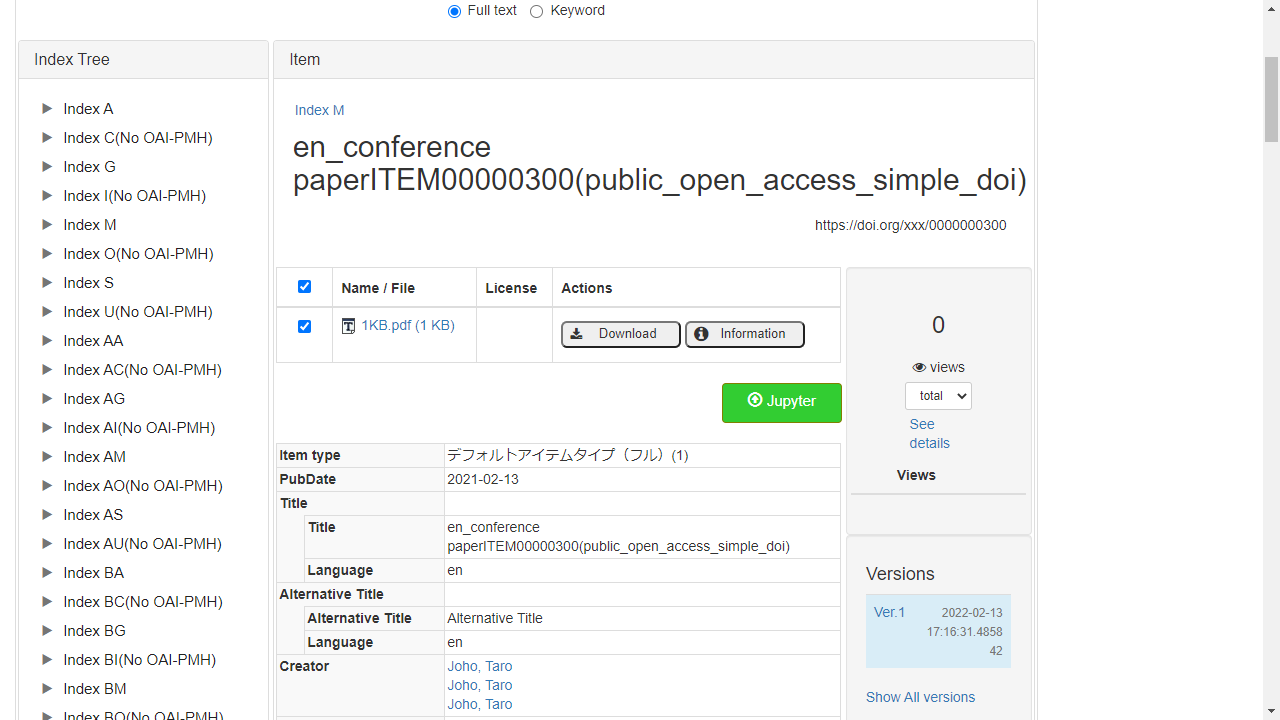 Full text
Keyword
Index Tree
Index A
Index C(No OAI-PMH)
Index G
Index I(No OAI-PMH)
Index M
Index O(No OAI-PMH)
Index S
Index U(No OAI-PMH)
Index AA
Index AC(No OAI-PMH)
Index AG
Index AI(No OAI-PMH)
Index AM
Index AO(No OAI-PMH)
Index AS
Index AU(No OAI-PMH)
Index BA
Index BC(No OAI-PMH)
Index BG
Index BI(No OAI-PMH)
Index BM
Index BO(No OAI-PMH)
Item
Index M
en_conference
paperITEM00000300(public_open_access_simple_doi)
https://doi.org/xxx/0000000300
Name / File License Actions
1KB.pdf (1 KB) Download Information
Jupyter
Item type デフォルトアイテムタイプ（フル）(1)
PubDate 2021-02-13
Title
Title en_conference
paperITEM00000300(public_open_access_simple_doi)
Language en
Alternative Title
Alternative Title Alternative Title
Language en
Creator Joho, Taro
Joho, Taro
Joho, Taro
0
views
total
See
details
Views
Versions
Ver.1 2022-02-13
17:16:31.4858
42
Show All versions